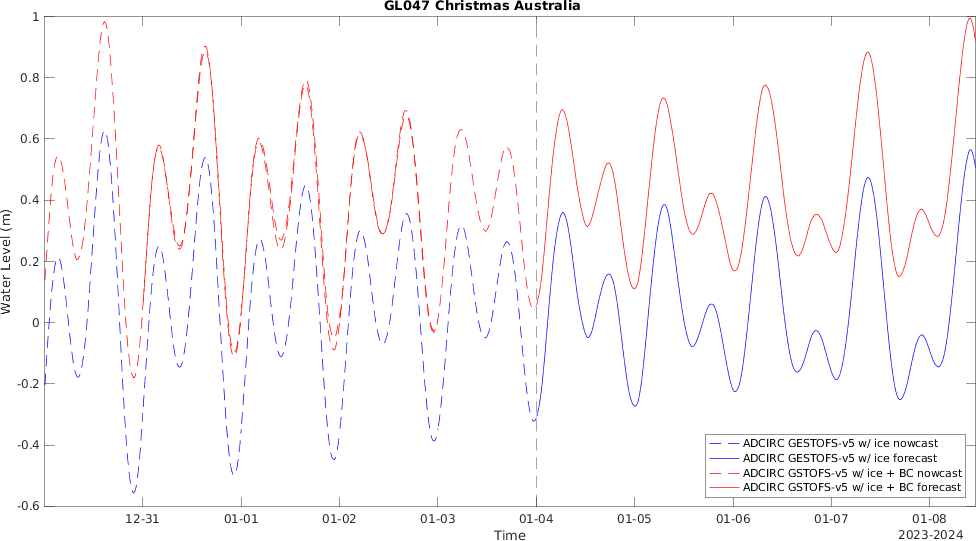 GL047 Christmas Australia
1
0.8
0.6
0.4
0.2
0
-0.2
-0.4
-0.6
Water Level (m)
12-31
01-01
01-02
01-03
01-04
01-05
01-06
01-07
01-08
Time
2023-2024
ADCIRC GESTOFS-v5 w/ ice nowcast
ADCIRC GESTOFS-v5 w/ ice forecast
ADCIRC GSTOFS-v5 w/ ice + BC nowcast
ADCIRC GSTOFS-v5 w/ ice + BC forecast